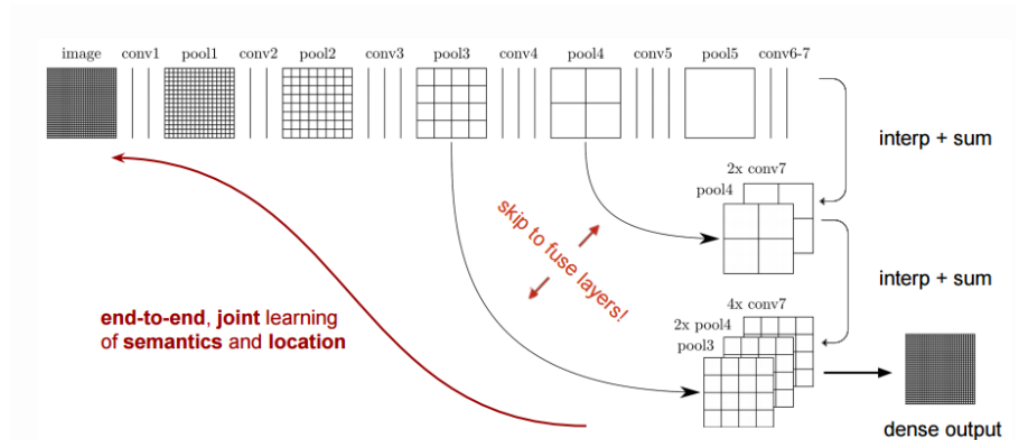 image conv1 pool1 conv2 pool2 conv3 pool3 conv4 pool4 conv5 pool5 conv6-7
interp + sum
2x conv7
pool4
skip to fuse layers!
interp + sum
4x conv7
2x pool4
pool3
end-to-end, joint learning
of semantics and location
dense output